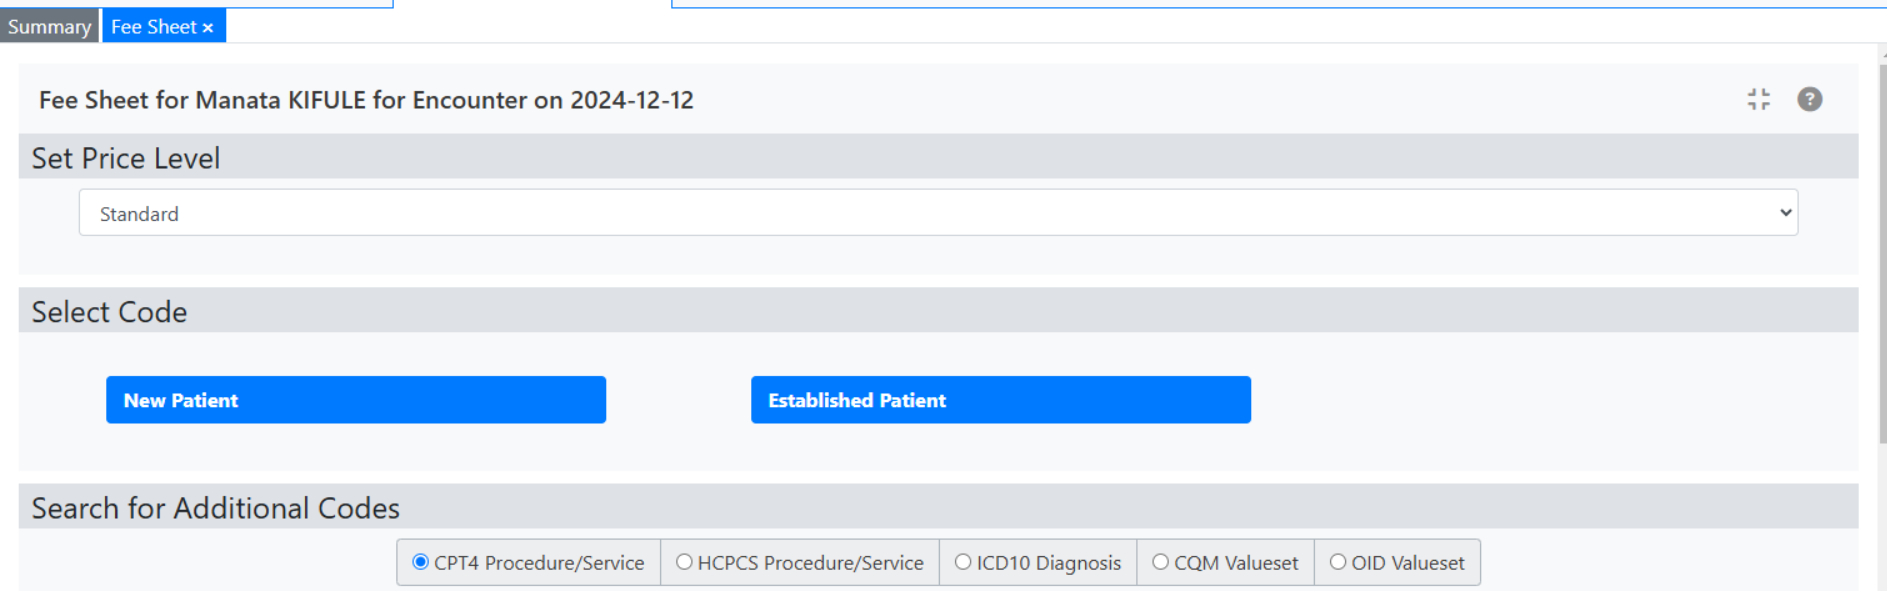 Summary Fee Sheet ×
Fee Sheet for Manata KIFULE for Encounter on 2024-12-12
?
Set Price Level
Standard
Select Code
New Patient Established Patient
Search for Additional Codes
CPT4 Procedure/Service HCPCS Procedure/Service ICD10 Diagnosis CQM Valueset OID Valueset